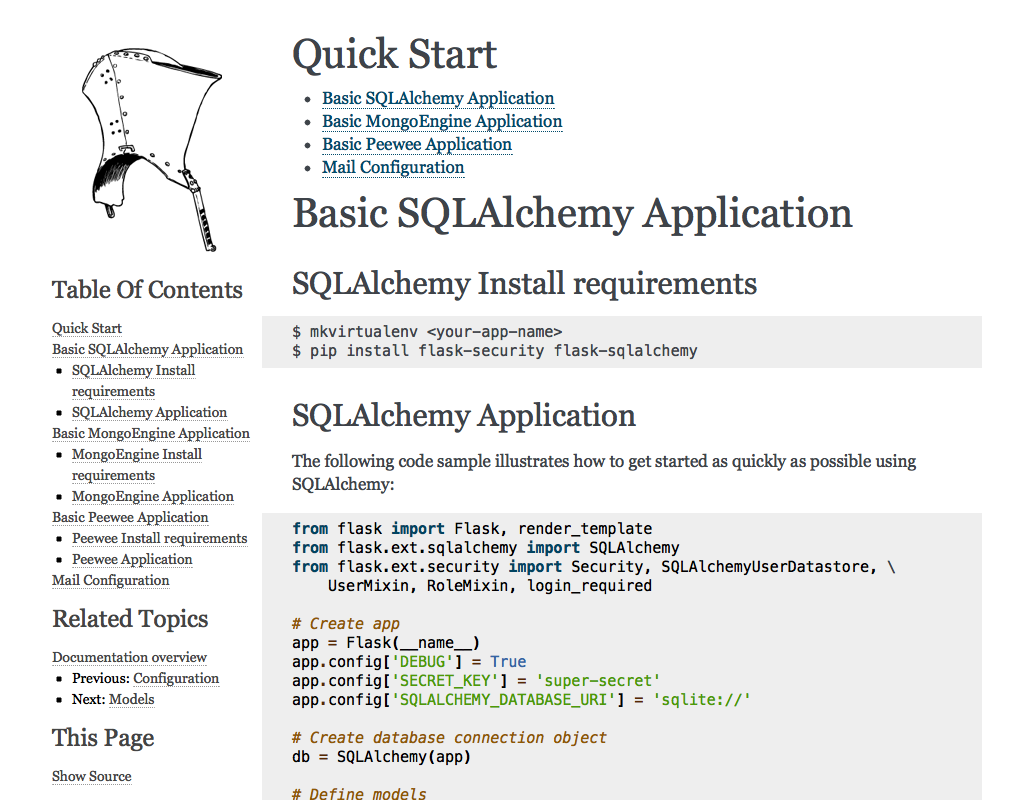 Quick Start
• Basic SQLAlchemy Application
• Basic MongoEngine Application
• Basic Peewee Application
• Mail Configuration
Basic SQLAlchemy Application
SQLAlchemy Install requirements
$ mkvirtualenv <your-app-name>
$ pip install flask-security flask-sqlalchemy
SQLAlchemy Application
The following code sample illustrates how to get started as quickly as possible using
SQLAlchemy:
from flask import Flask, render_template
from flask.ext.sqlalchemy import SQLAlchemy
from flask.ext.security import Security, SQLAlchemyUserDatastore, \
    UserMixin, RoleMixin, login_required
# Create app
app = Flask(__name__)
app.config['DEBUG'] = True
app.config['SECRET_KEY'] = 'super-secret'
app.config['SQLALCHEMY_DATABASE_URI'] = 'sqlite://'
# Create database connection object
db = SQLAlchemy(app)
# Define models
Table Of Contents
Quick Start
Basic SQLAlchemy Application
▪ SQLAlchemy Install
requirements
▪ SQLAlchemy Application
Basic MongoEngine Application
▪ MongoEngine Install
requirements
▪ MongoEngine Application
Basic Peewee Application
▪ Peewee Install requirements
▪ Peewee Application
Mail Configuration
Related Topics
Documentation overview
▪ Previous: Configuration
▪ Next: Models
This Page
Show Source